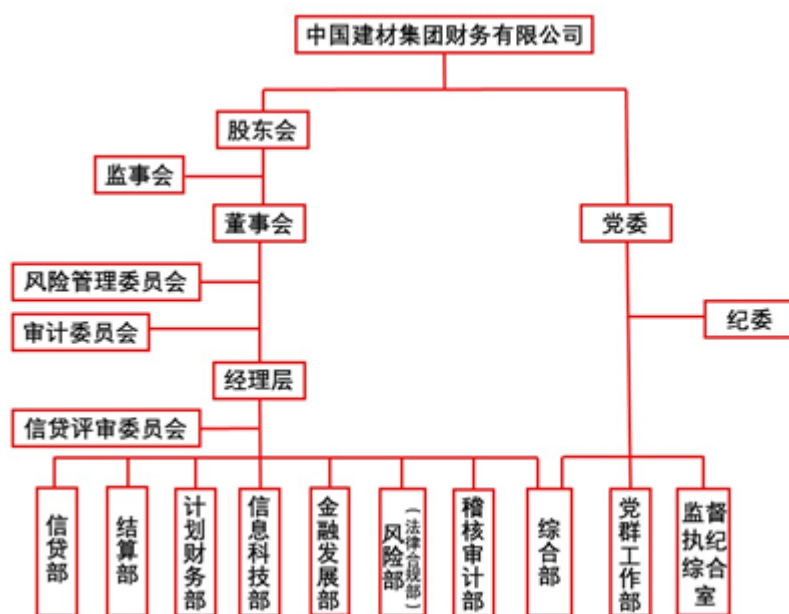 中国建材集团财务有限公司
股东会
监事会
董事会
党委
风险管理委员会
纪委
审计委员会
经理层
信贷评审委员会
信贷部
结算部
计划财务部
信息科技部
金融发展部
风险部
(法律合规部)
稽核审计部
综合部
党群工作部
监督执纪综合室